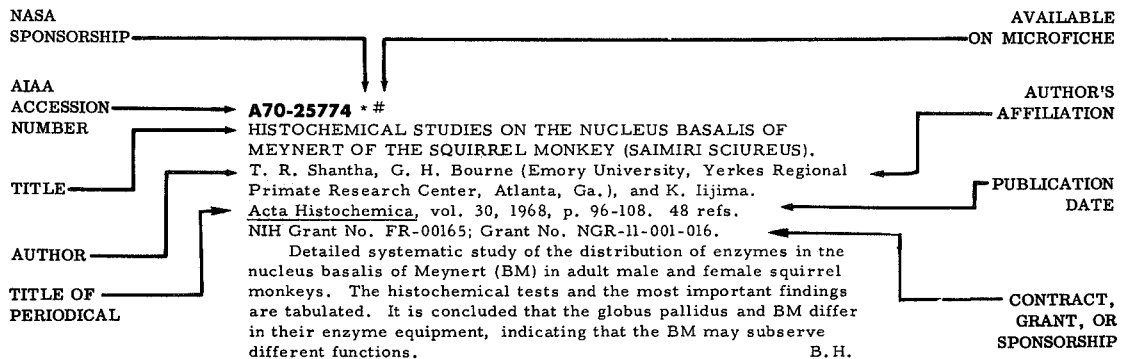 NASA
SPONSORSHIP
AVAILABLE
ON MICROFICHE
AIAA
ACCESSION
NUMBER
AUTHOR'S
AFFILIATION
TITLE
PUBLICATION
DATE
AUTHOR
TITLE OF
PERIODICAL
CONTRACT,
GRANT, OR
SPONSORSHIP
A70-25774 * #
HISTOCHEMICAL STUDIES ON THE NUCLEUS BASALIS OF
MEYNERT OF THE SQUIRREL MONKEY (SAIMIRI SCIUREUS).
T. R. Shantha, G. H. Bourne (Emory University, Yerkes Regional
Primate Research Center, Atlanta, Ga.), and K. Iijima.
Acta Histochemica, vol. 30, 1968, p. 96-108. 48 refs.
NIH Grant No. FR-00165; Grant No. NGR-11-001-016.
Detailed systematic study of the distribution of enzymes in the
nucleus basalis of Meynert (BM) in adult male and female squirrel
monkeys. The histochemical tests and the most important findings
are tabulated. It is concluded that the globus pallidus and BM differ
in their enzyme equipment, indicating that the BM may subserve
different functions. B.H.